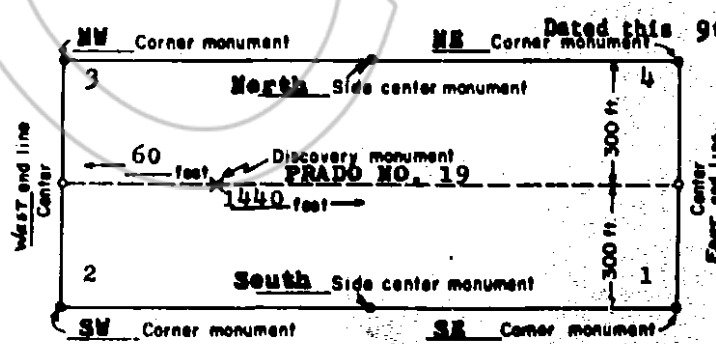 Dated this 9
NW Corner monument NE Corner monument
3 4
North Side center monument
300 ft.
60 feet Discovery monument
PRADO NO. 19
1440 feet
WEST end line
Center
Center
end line
300 ft.
2 1
South Side center monument
SW Corner monument SE Corner monument